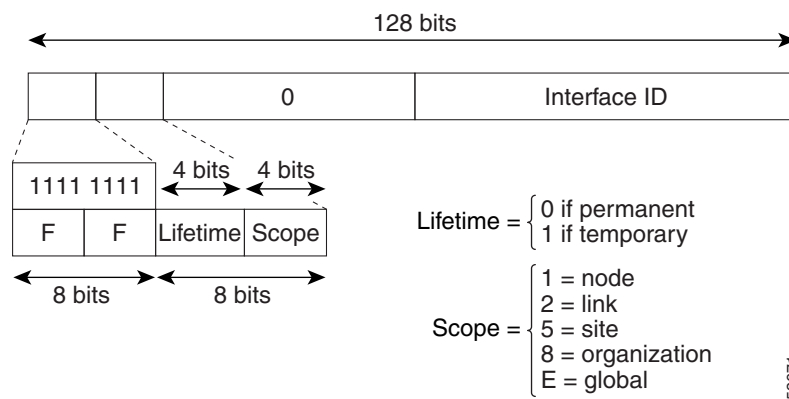 128 bits
0 Interface ID
4 bits 4 bits
1111 1111
F F Lifetime Scope
8 bits 8 bits
Lifetime = 0 if permanent
1 if temporary
Scope = 1 = node
2 = link
5 = site
8 = organization
E = global